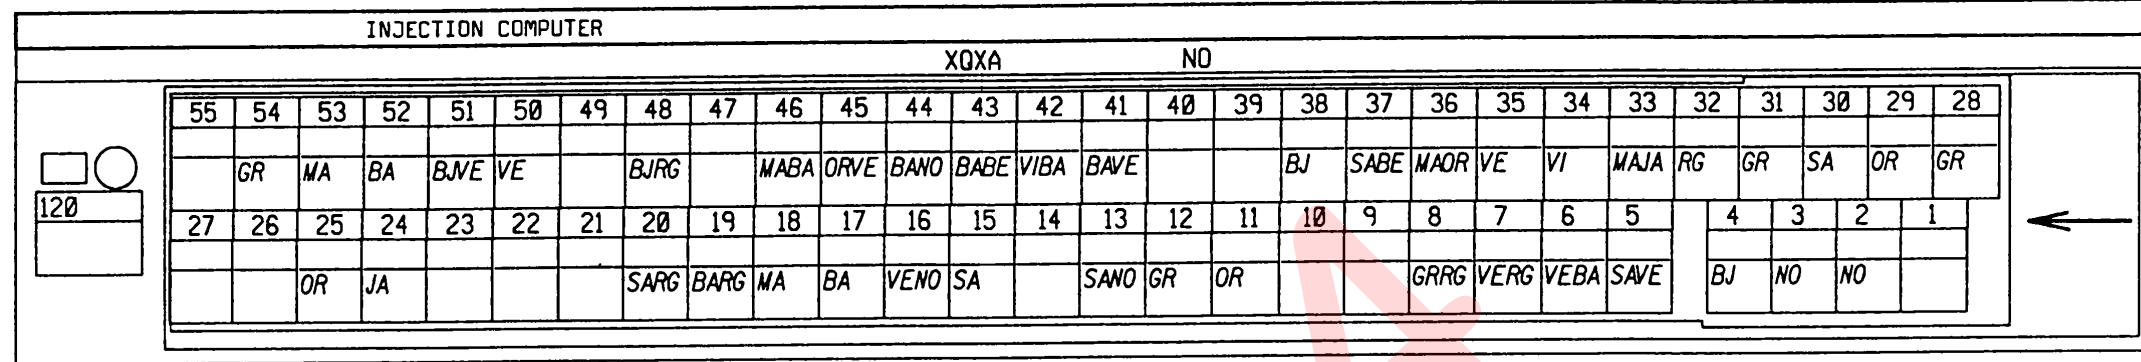 INJECTION COMPUTER
XQXA NO
55 54 53 52 51 50 49 48 47 46 45 44 43 42 41 40 39 38 37 36 35 34 33 32 31 30 29 28
GR MA BA BJVE VE BJRG MABA ORVE BANO BABE VIBA BAVE BJ SABE MAOR VE VI MAJA RG GR SA OR GR
120
27 26 25 24 23 22 21 20 19 18 17 16 15 14 13 12 11 10 9 8 7 6 5 4 3 2 1
OR JA SARG BARG MA BA VENO SA SANO GR OR GRRG VERG VEBA SAVE BJ NO NO